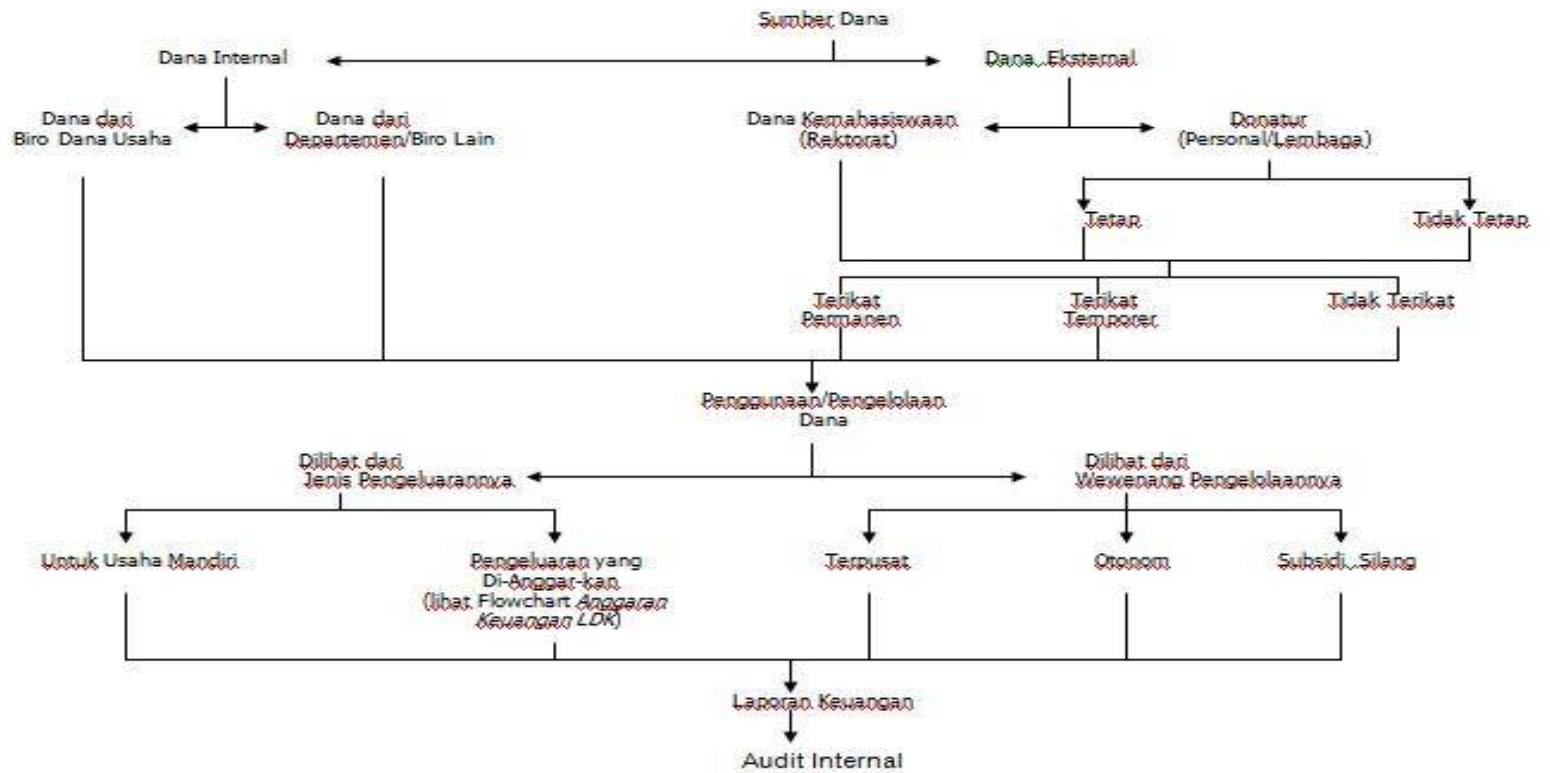 Sumber Dana
Dana Internal
Dana Eksternal
Dana dari
Biro Dana Usaha
Dana dari
Departemen/Biro Lain
Dana Kemahasiswaan
(Rektorat)
Donatur
(Personal/Lembaga)
Tetap
Tidak Tetap
Terikat
Permanen
Terikat
Temporer
Tidak Terikat
Penggunaan/Pengelolaan
Dana
Dilihat dari
Jenis Pengeluarannya
Dilihat dari
Wewenang Pengelolaannya
Untuk Usaha Mandiri
Pengeluaran yang
Di-Anggar-kan
(lihat Flowchart Anggaran
Keuangan LDK)
Terpusat
Otonom
Subsidi Silang
Laporan Keuangan
Audit Internal